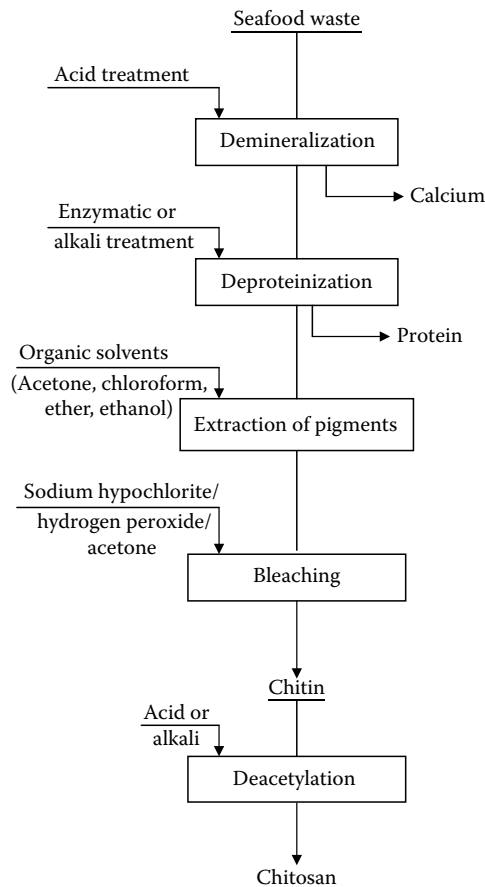 Seafood waste
Acid treatment
Demineralization
Calcium
Enzymatic or
alkali treatment
Deproteinization
Protein
Organic solvents
(Acetone, chloroform,
ether, ethanol)
Extraction of pigments
Sodium hypochlorite/
hydrogen peroxide/
acetone
Bleaching
Chitin
Acid or
alkali
Deacetylation
Chitosan